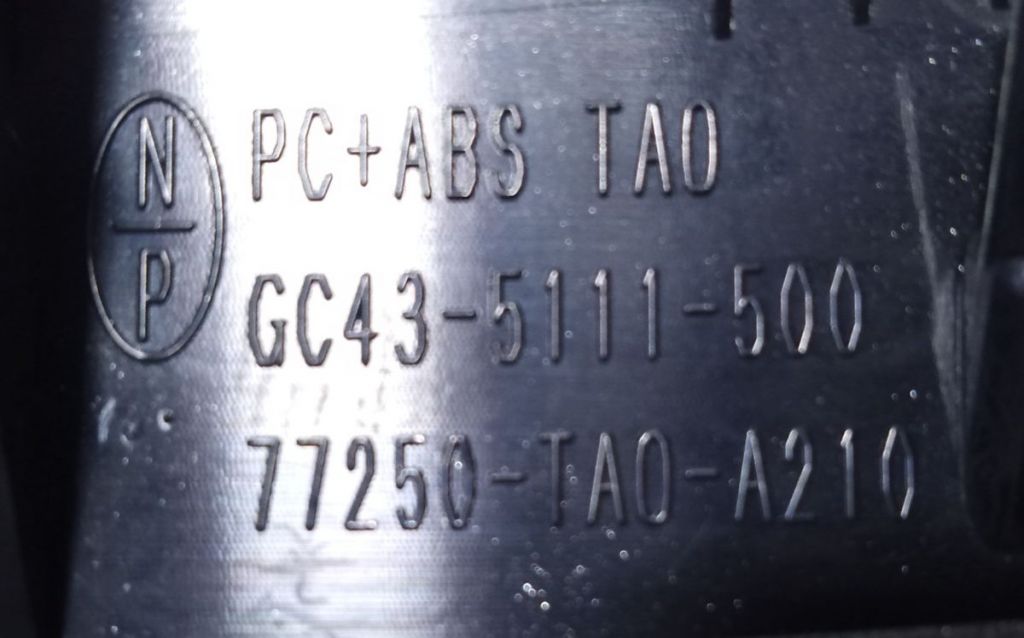 N
P
PC+ABS TA0
GC43-5111-500
77250-TA0-A210